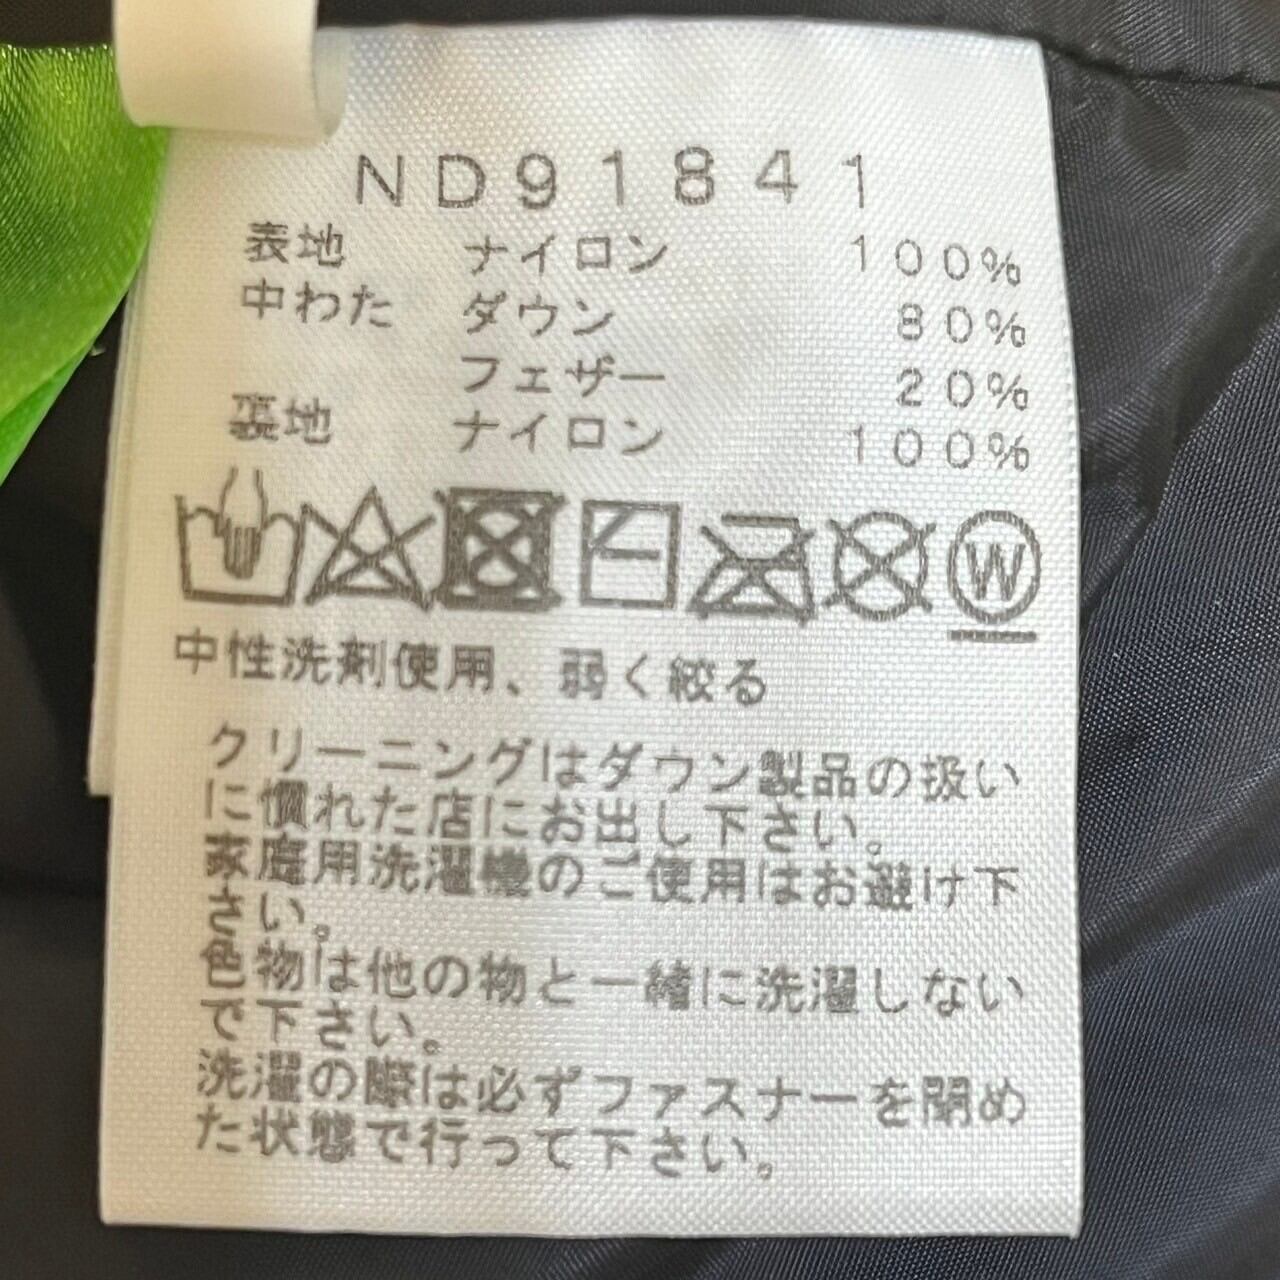 ND91841
表地 ナイロン 100%
中わた ダウン 80%
フェザー 20%
裏地 ナイロン 100%
W
中性洗剤使用、弱く絞る
クリーニングはダウン製品の扱い
に慣れた店にお出し下さい。
家庭用洗濯機のご使用はお避け下
さい。
色物は他の物と一緒に洗濯しない
で下さい。
洗濯の際は必ずファスナーを閉め
た状態で行って下さい。